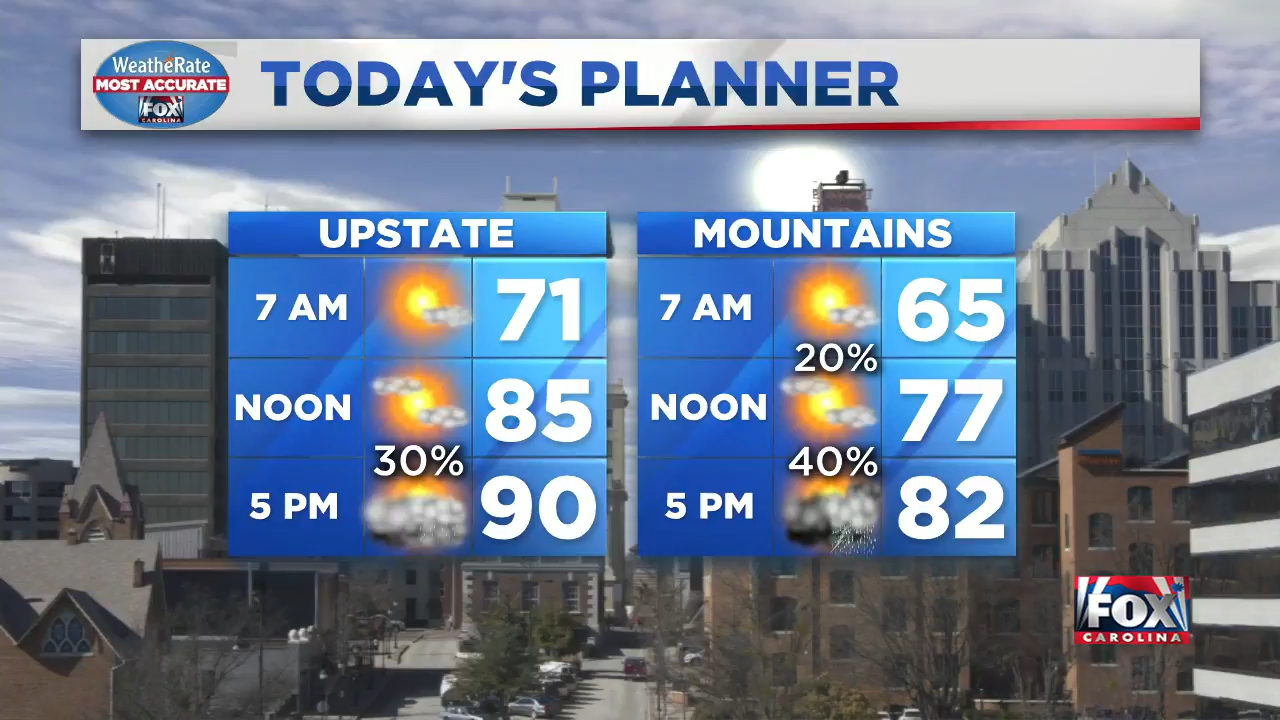 WeatheRate
MOST ACCURATE
FOX
CAROLINA
TODAY'S PLANNER
UPSTATE
7 AM 71
NOON 85
30%
5 PM 90
MOUNTAINS
7 AM 65
20%
NOON 77
40%
5 PM 82
FOX
CAROLINA